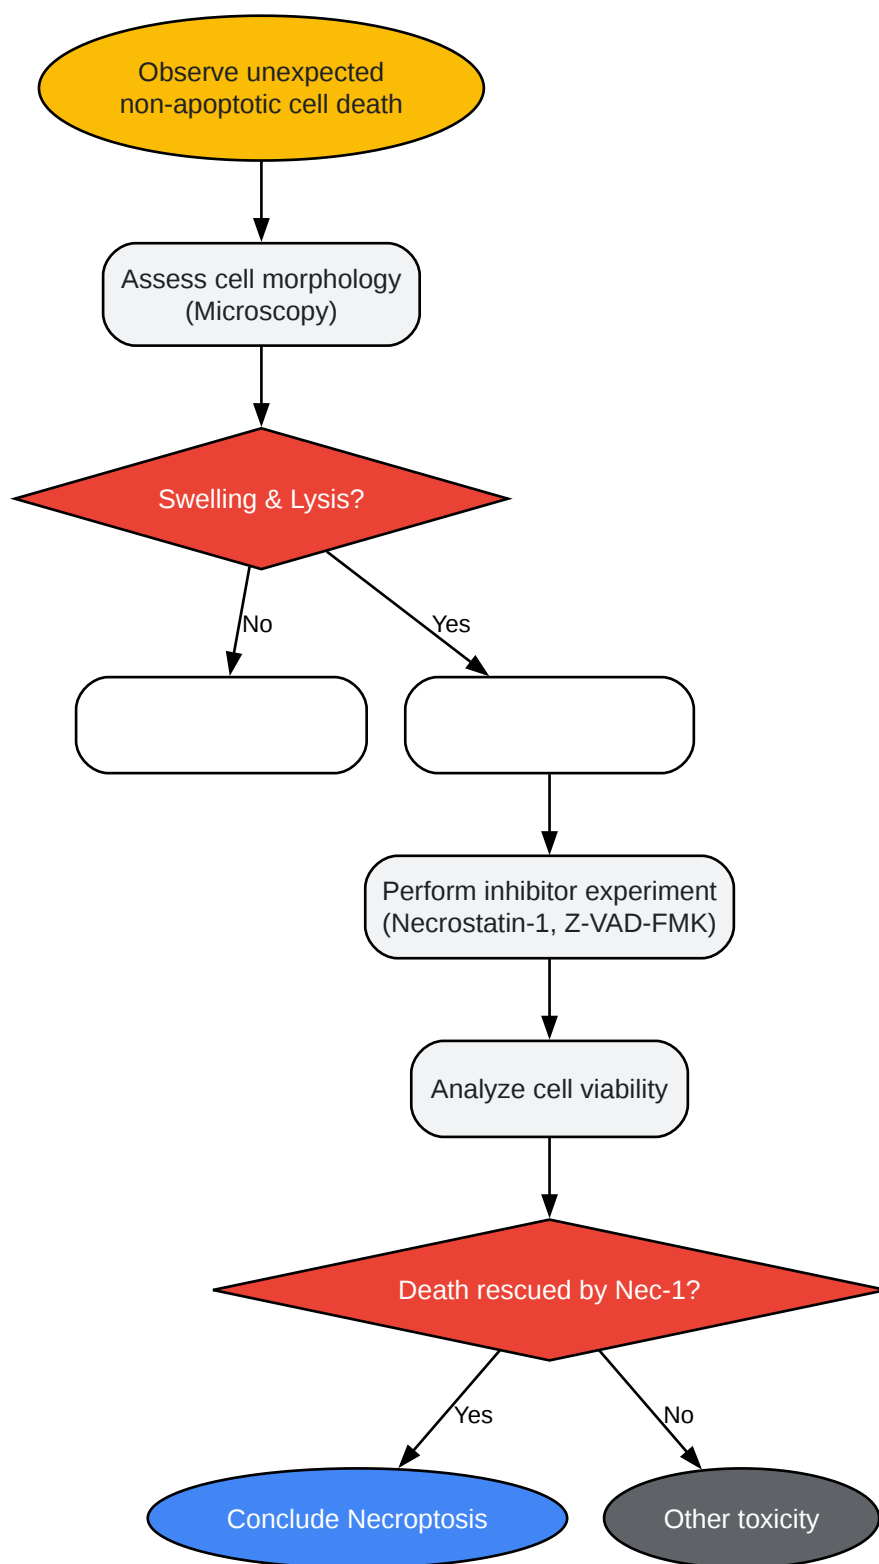 Observe unexpected
non-apoptotic cell death
Assess cell morphology
(Microscopy)
Swelling & Lysis?
No
Yes
Perform inhibitor experiment
(Necrostatin-1, Z-VAD-FMK)
Analyze cell viability
Death rescued by Nec-1?
Yes
No
Conclude Necroptosis
Other toxicity